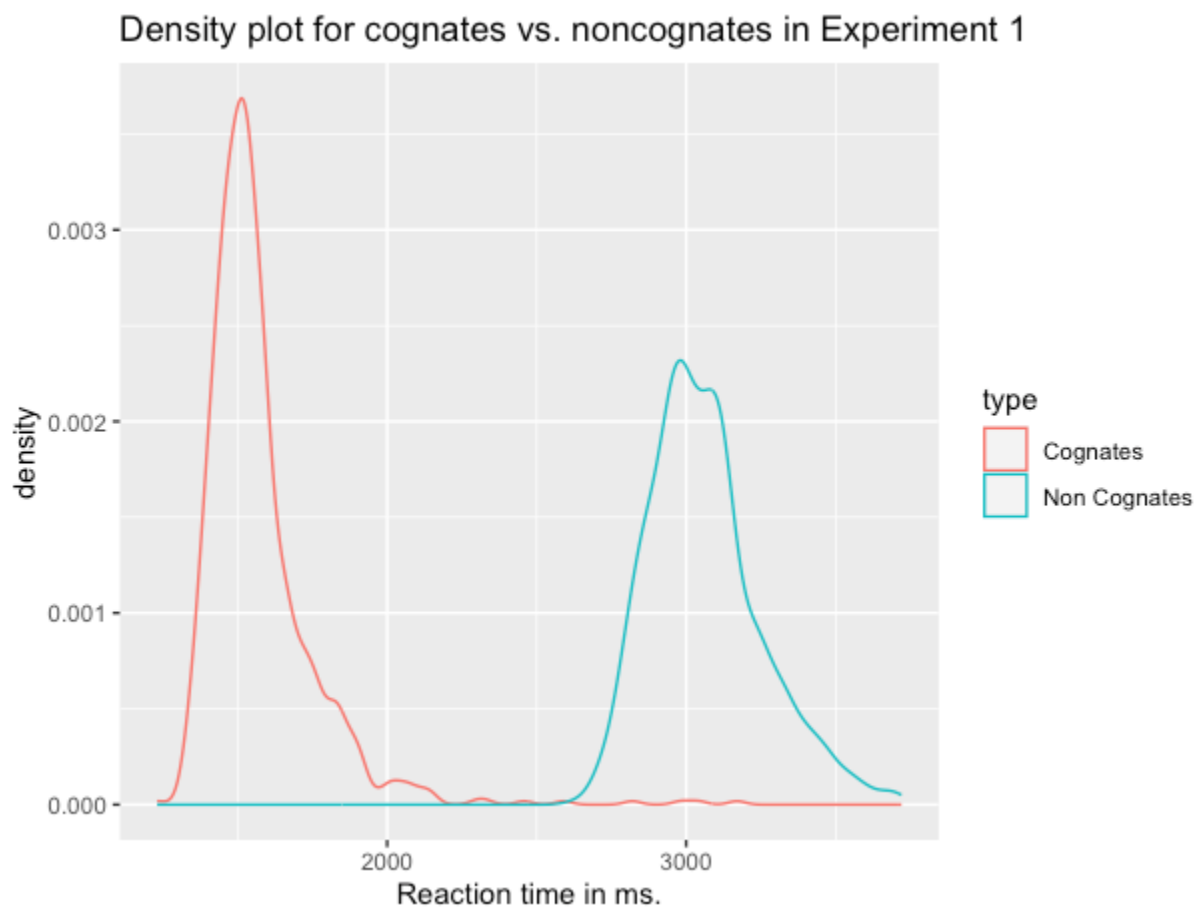 Density plot for cognates vs. noncognates in Experiment 1
0.003
0.002
0.001
0.000
density
2000
3000
Reaction time in ms.
type
Cognates
Non Cognates